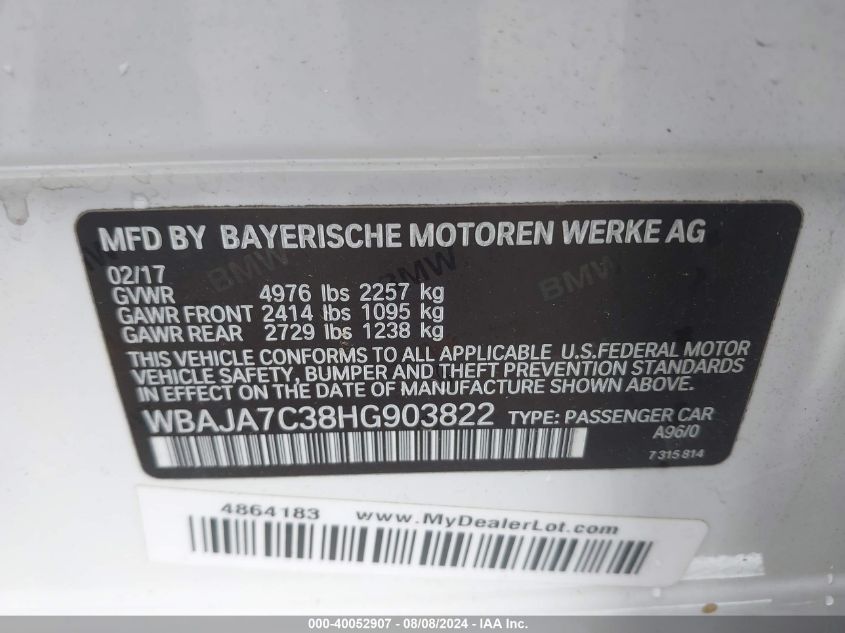 MFD BY BAYERISCHE MOTOREN WERKE AG
02/17
GVWR 4976 lbs 2257 kg
GAWR FRONT 2414 lbs 1095 kg
GAWR REAR 2729 lbs 1238 kg
THIS VEHICLE CONFORMS TO ALL APPLICABLE U.S.FEDERAL MOTOR
VEHICLE SAFETY, BUMPER AND THEFT PREVENTION STANDARDS
IN EFFECT ON THE DATE OF MANUFACTURE SHOWN ABOVE.
WBAJA7C38HG903822 TYPE: PASSENGER CAR
A96/0
7 315 814
BMW BMW BMW
4864183 www.MyDealerLot.com
000-40052907 - 08/08/2024 - IAA Inc.